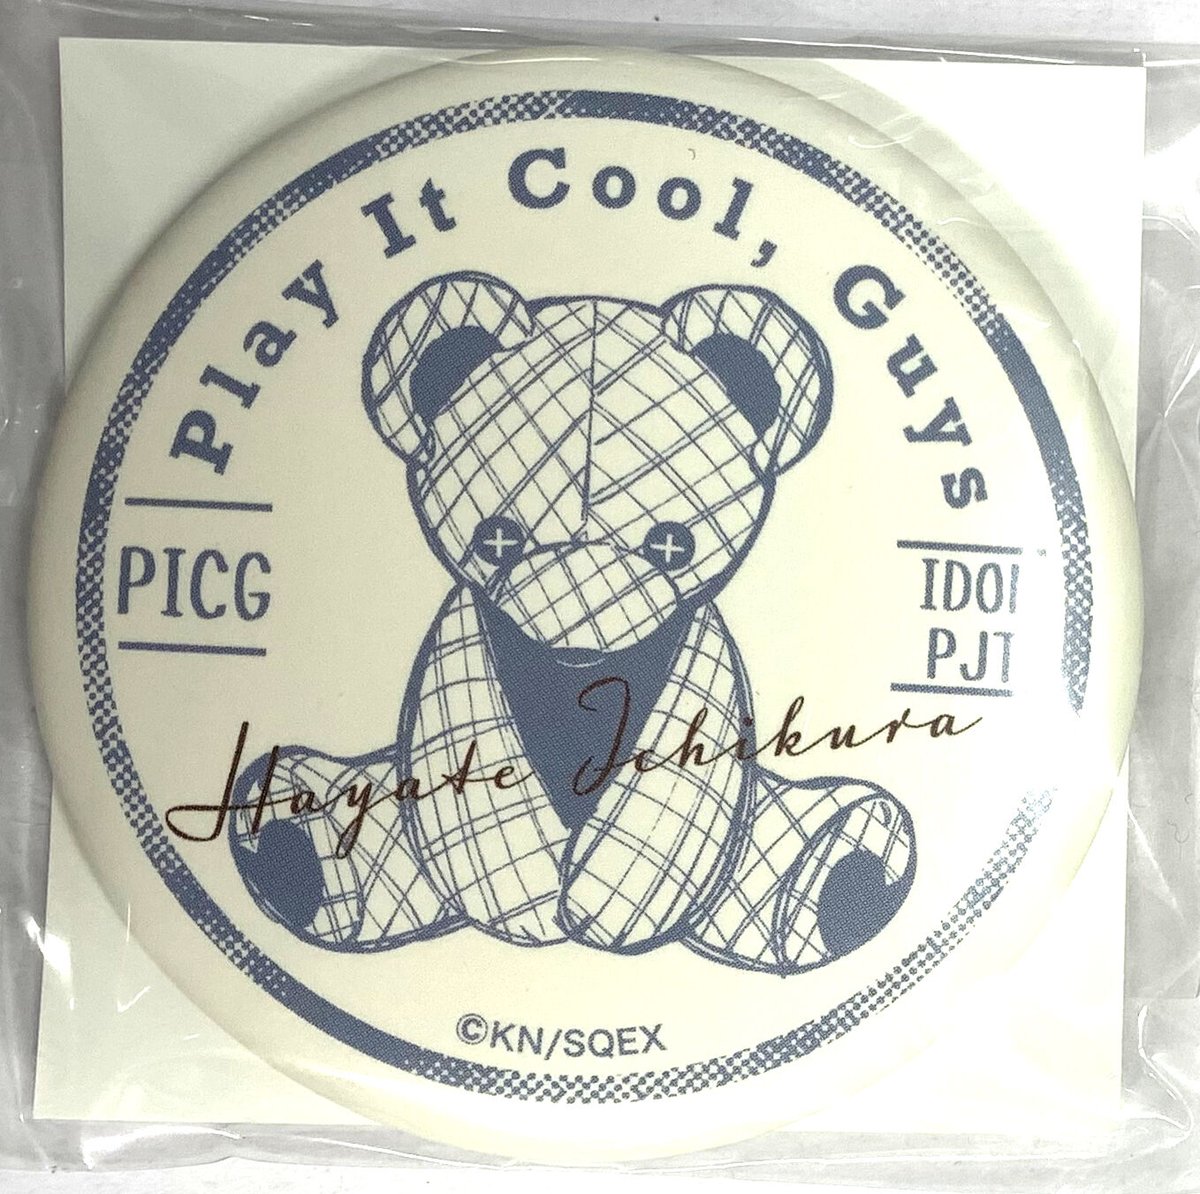 Play It Cool, Guys
PICG
IDOL
PJT
Hayate Ichikura
©KN/SQEX